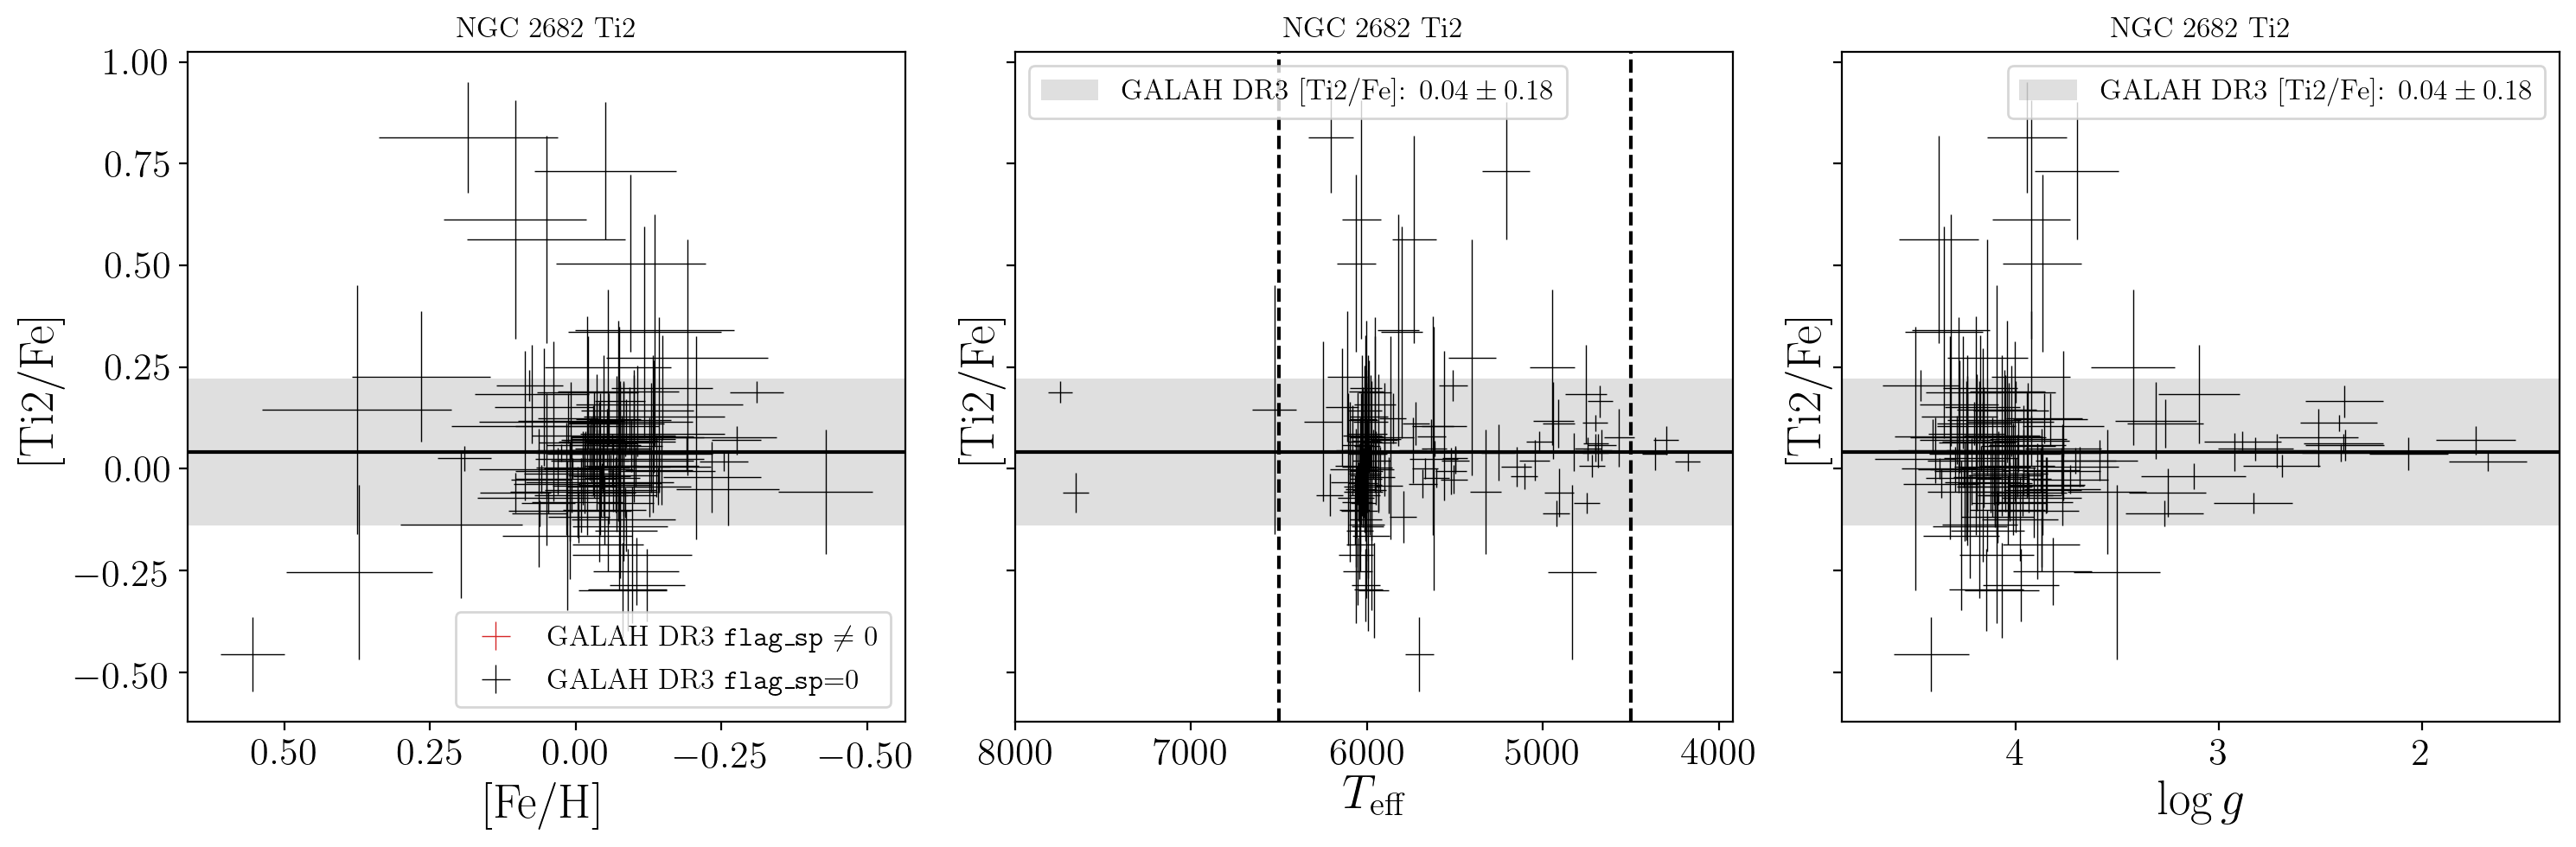 NGC 2682 Ti2
1.00
0.75
0.50
0.25
0.00
−0.25
−0.50
[Ti2/Fe]
GALAH DR3 flag_sp ≠ 0
GALAH DR3 flag_sp=0
0.50 0.25 0.00 −0.25 −0.50
[Fe/H]
NGC 2682 Ti2
GALAH DR3 [Ti2/Fe]: 0.04 ± 0.18
[Ti2/Fe]
8000 7000 6000 5000 4000
T_eff
NGC 2682 Ti2
GALAH DR3 [Ti2/Fe]: 0.04 ± 0.18
[Ti2/Fe]
4 3 2
log g